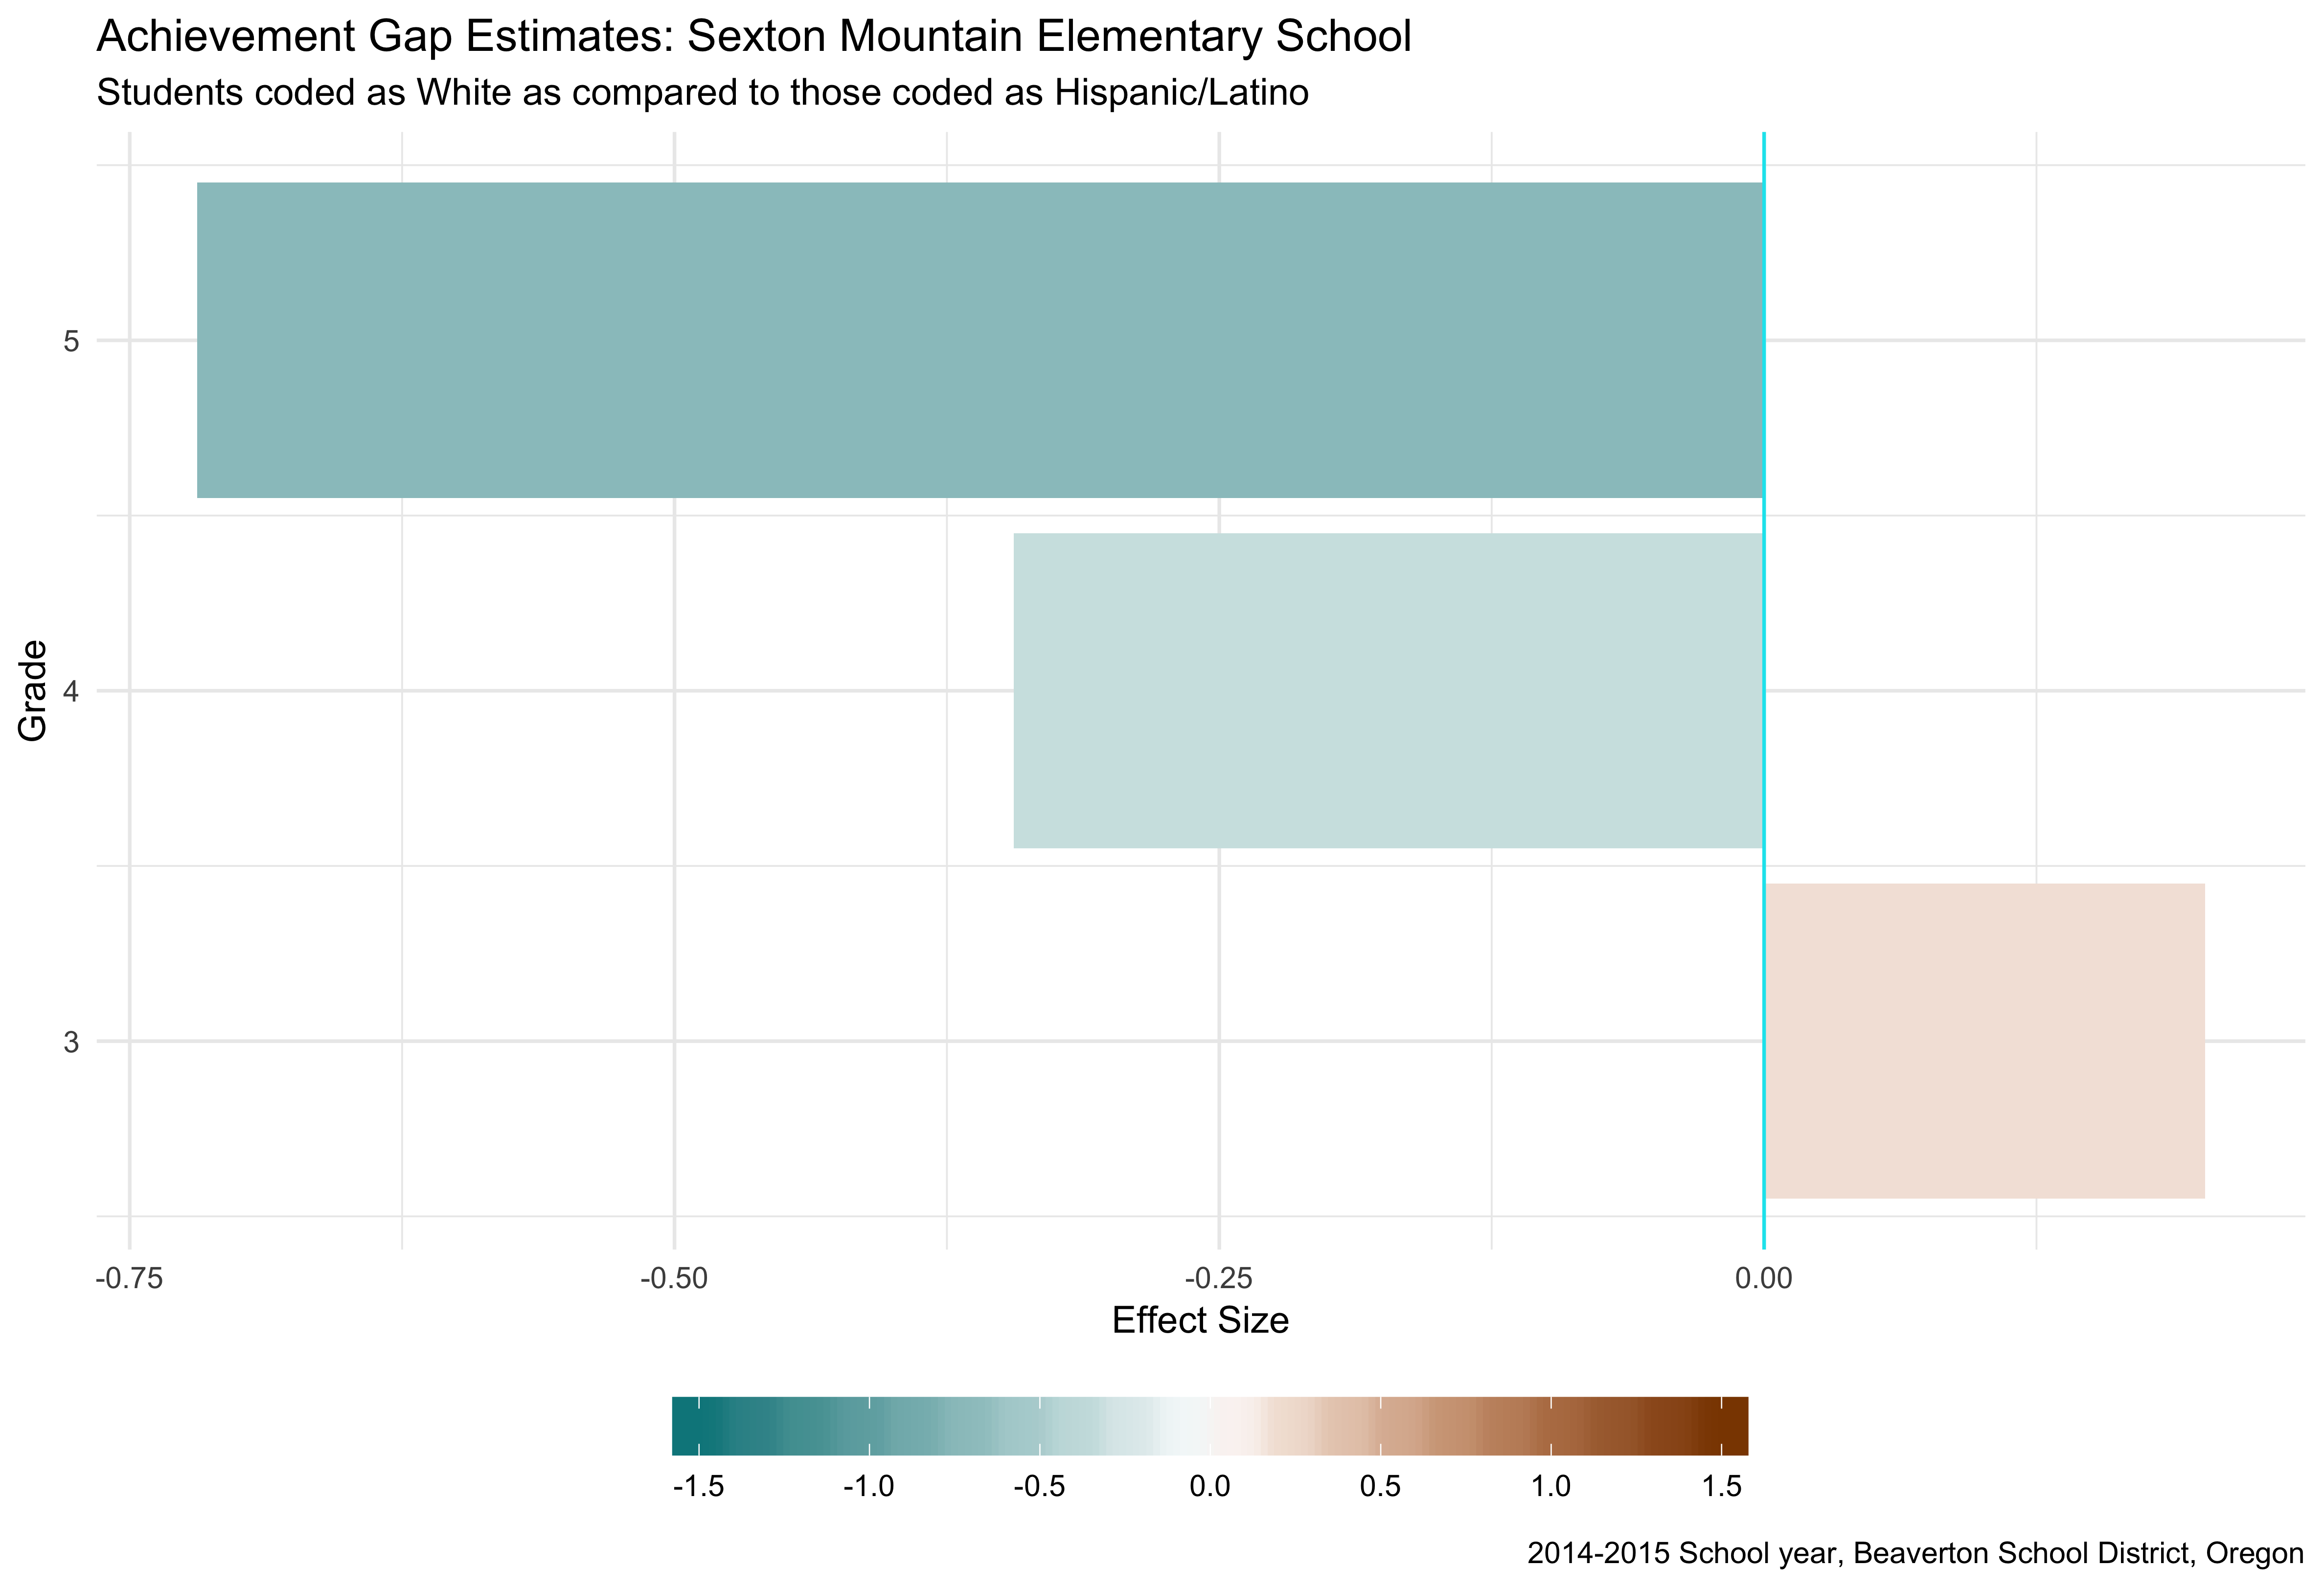 Achievement Gap Estimates: Sexton Mountain Elementary School
Students coded as White as compared to those coded as Hispanic/Latino
Grade
5
4
3
-0.75 -0.50 -0.25 0.00
Effect Size
-1.5 -1.0 -0.5 0.0 0.5 1.0 1.5
2014-2015 School year, Beaverton School District, Oregon